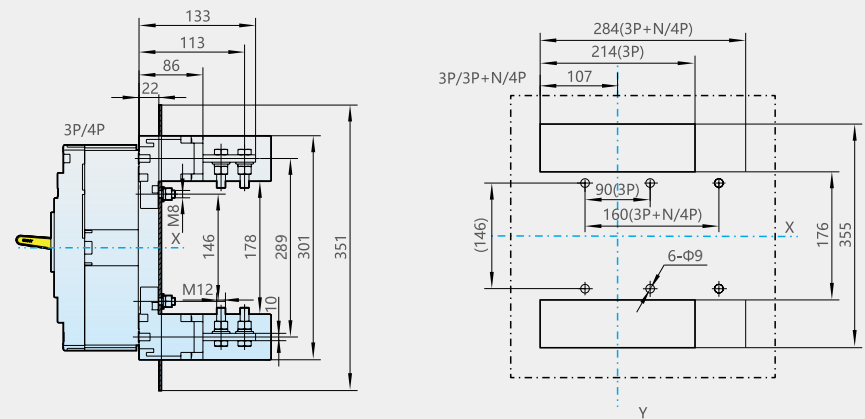 133
113
86
22
3P/4P
M8
X
146
178
289
301
351
M12
10
284(3P+N/4P)
214(3P)
3P/3P+N/4P
107
90(3P)
160(3P+N/4P)
(146)
X
176
355
6-Φ9
Y